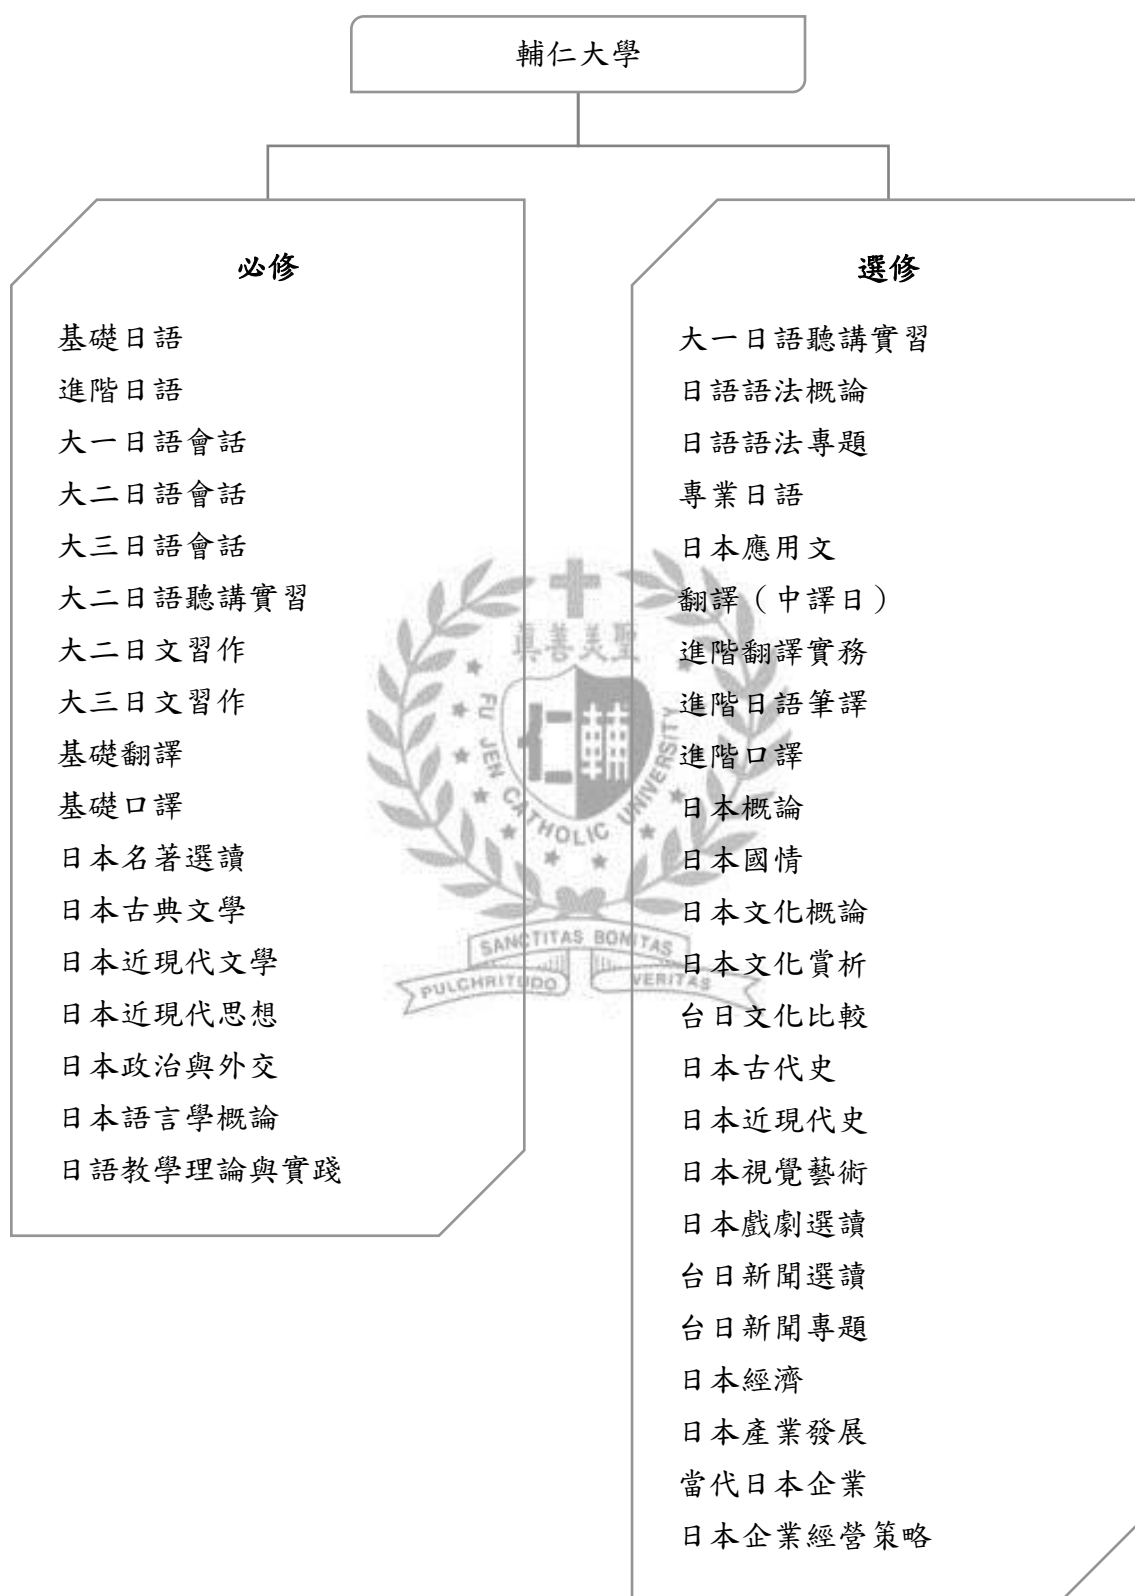 輔仁大學
必修
基礎日語
進階日語
大一日語會話
大二日語會話
大三日語會話
大二日語聽講實習
大二日文習作
大三日文習作
基礎翻譯
基礎口譯
日本名著選讀
日本古典文學
日本近現代文學
日本近現代思想
日本政治與外交
日本語言學概論
日語教學理論與實踐
選修
大一日語聽講實習
日語語法概論
日語語法專題
專業日語
日本應用文
翻譯（中譯日）
進階翻譯實務
進階日語筆譯
進階口譯
日本概論
日本國情
日本文化概論
日本文化賞析
台日文化比較
日本古代史
日本近現代史
日本視覺藝術
日本戲劇選讀
台日新聞選讀
台日新聞專題
日本經濟
日本產業發展
當代日本企業
日本企業經營策略
真善美聖
FU JEN CATHOLIC UNIVERSITY
仁輔
SANCTITAS BONITAS
PULCHRITUDO VERITAS